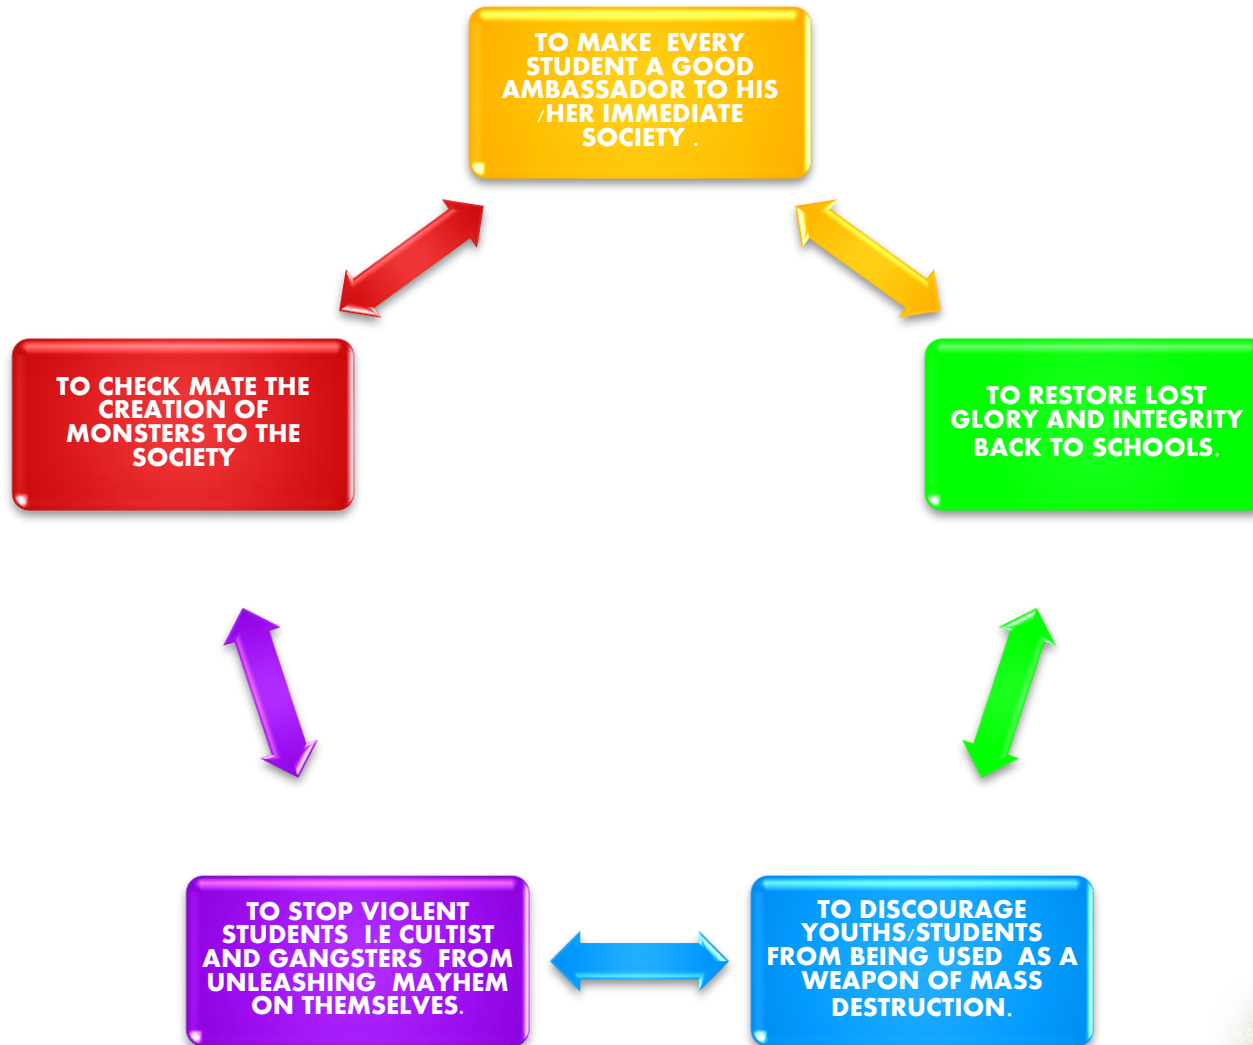 TO MAKE  EVERY
STUDENT A GOOD
AMBASSADOR TO HIS
/HER IMMEDIATE
SOCIETY .
TO RESTORE LOST
GLORY AND INTEGRITY
BACK TO SCHOOLS.
TO DISCOURAGE
YOUTHS/STUDENTS
FROM BEING USED  AS A
WEAPON OF MASS
DESTRUCTION.
TO STOP VIOLENT
STUDENTS  I.E CULTIST
AND GANGSTERS  FROM
UNLEASHING  MAYHEM
ON THEMSELVES.
TO CHECK MATE THE
CREATION OF
MONSTERS TO THE
SOCIETY